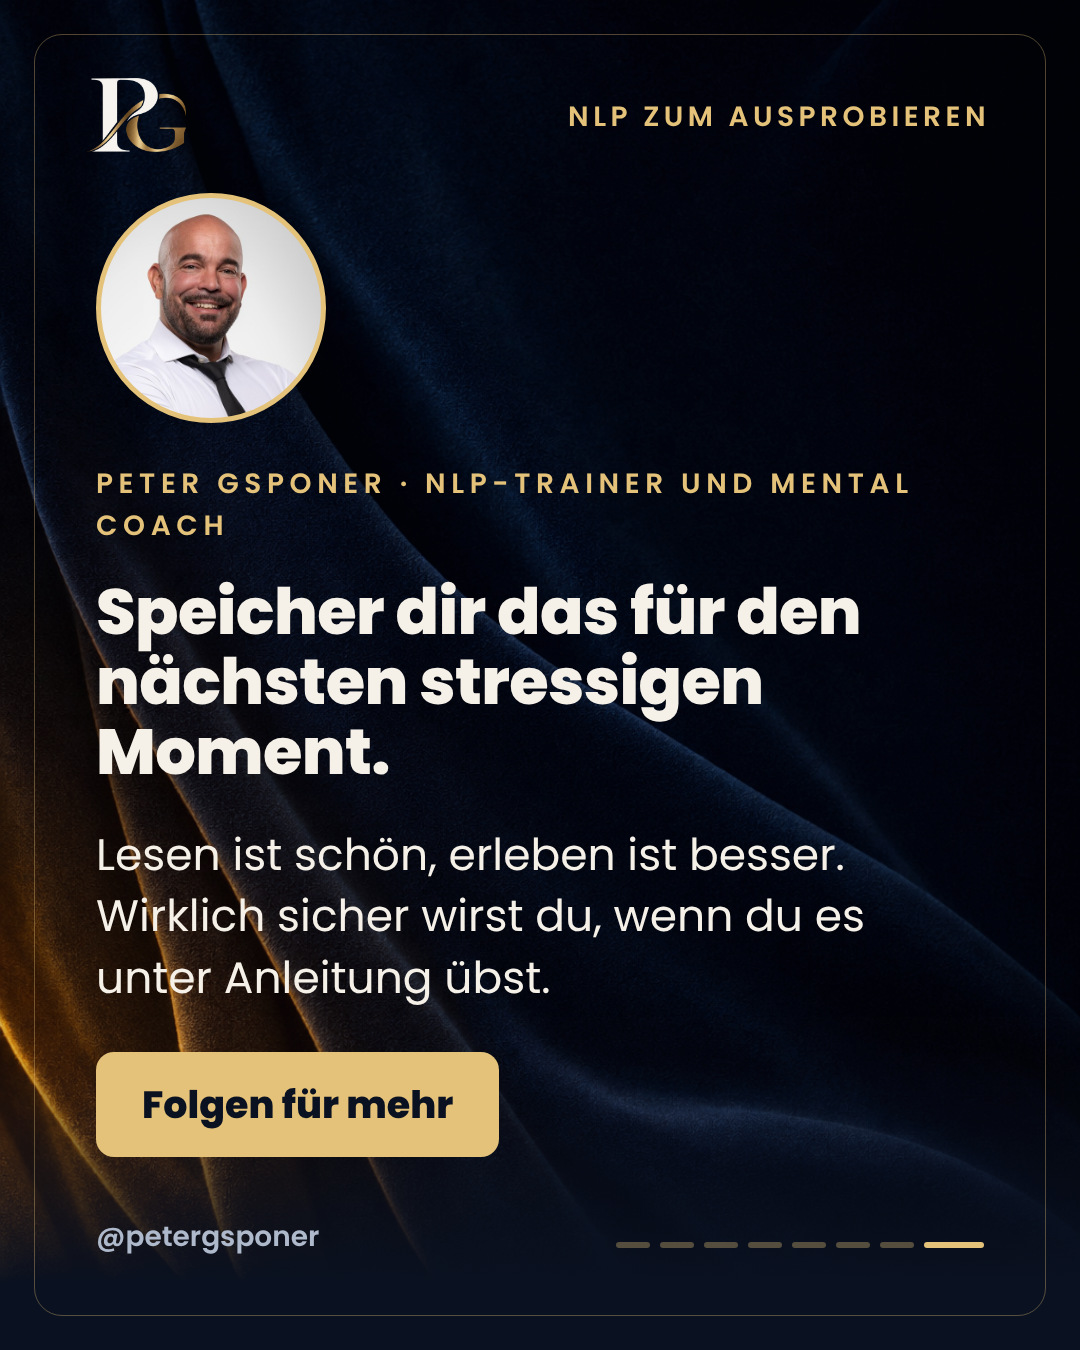 PG
NLP ZUM AUSPROBIEREN
PETER GSPONER · NLP-TRAINER UND MENTAL
COACH
Speicher dir das für den
nächsten stressigen
Moment.
Lesen ist schön, erleben ist besser.
Wirklich sicher wirst du, wenn du es
unter Anleitung übst.
Folgen für mehr
@petergsponer